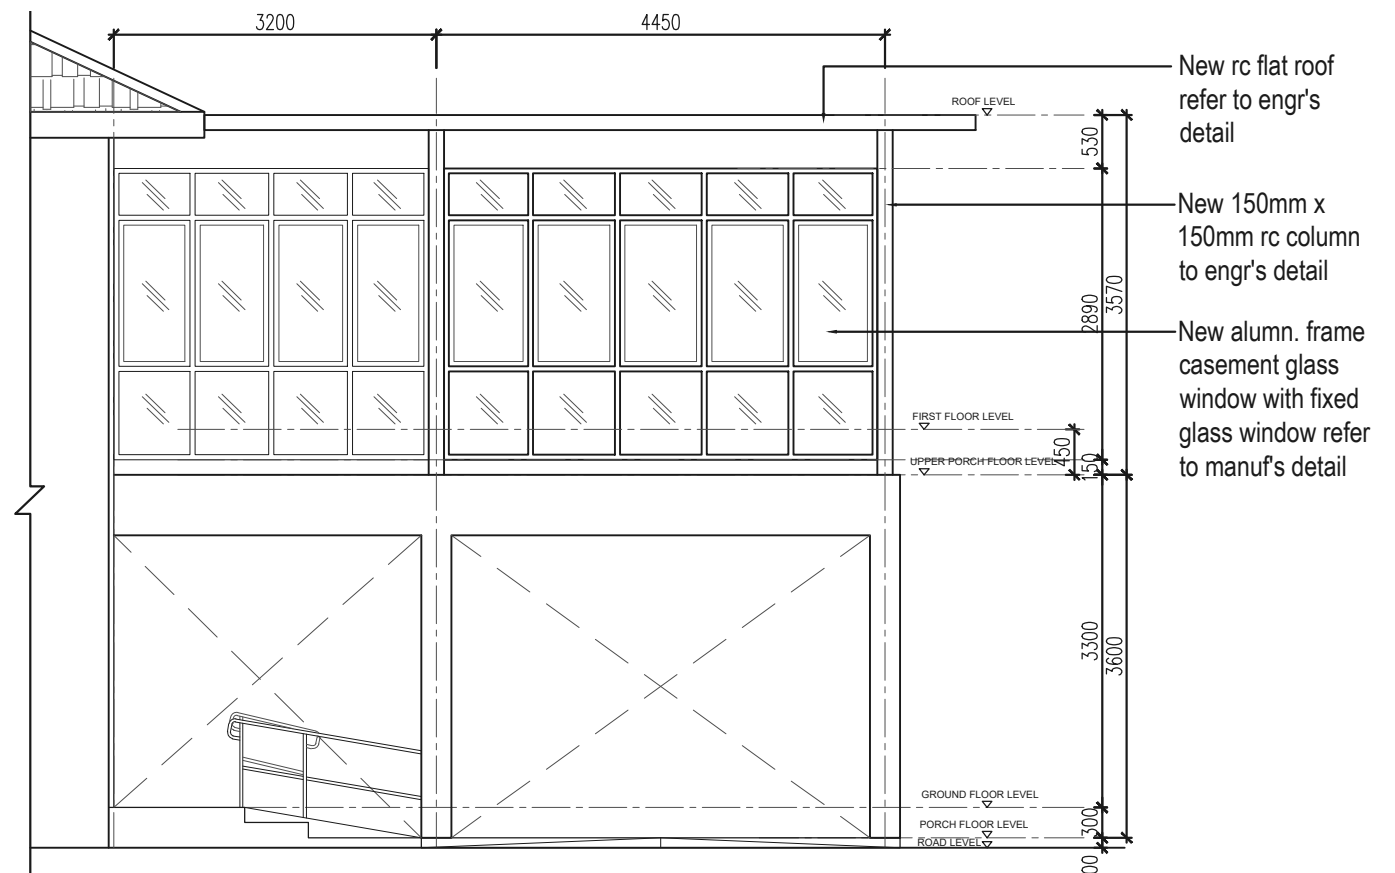 3200
4450
New rc flat roof
refer to engr's
detail
ROOF LEVEL
530
New 150mm x
150mm rc column
to engr's detail
2890
3570
New alumn. frame
casement glass
window with fixed
glass window refer
to manuf's detail
FIRST FLOOR LEVEL
450
UPPER PORCH FLOOR LEVEL
150
3300
3600
GROUND FLOOR LEVEL
300
PORCH FLOOR LEVEL
ROAD LEVEL